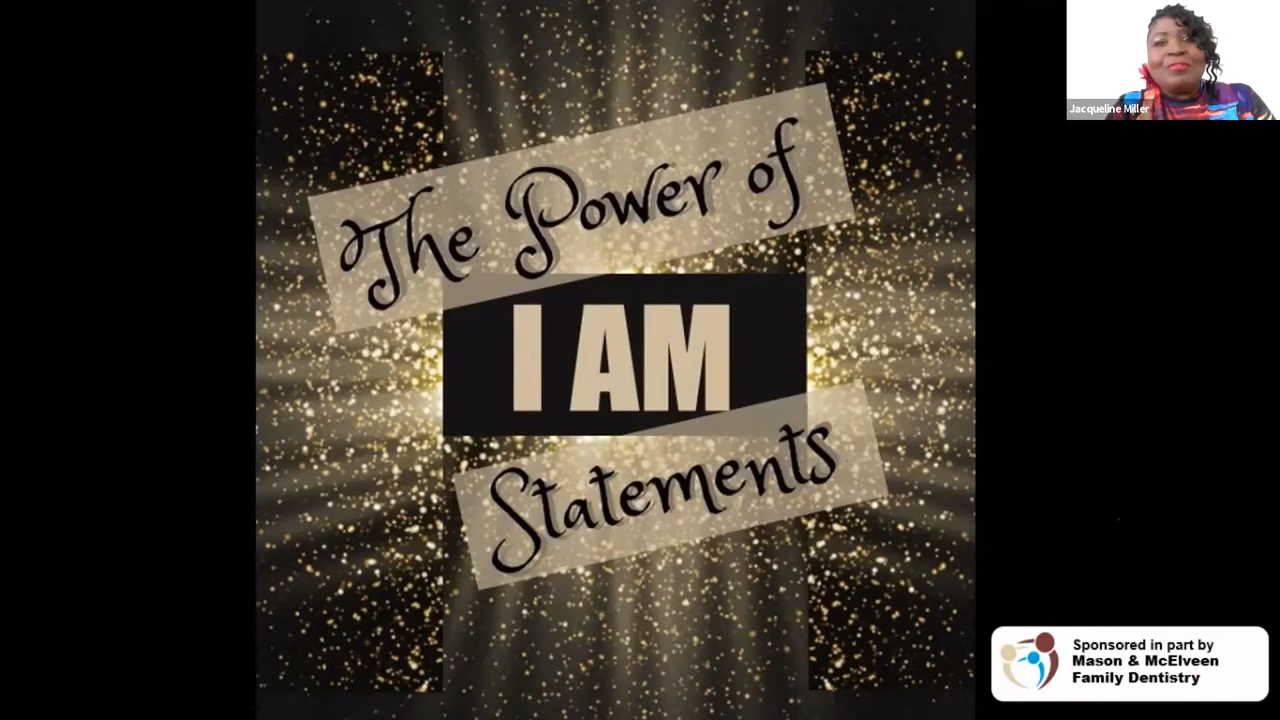 Jacqueline Miller
The Power of
I AM
Statements
Sponsored in part by
Mason & McElveen
Family Dentistry